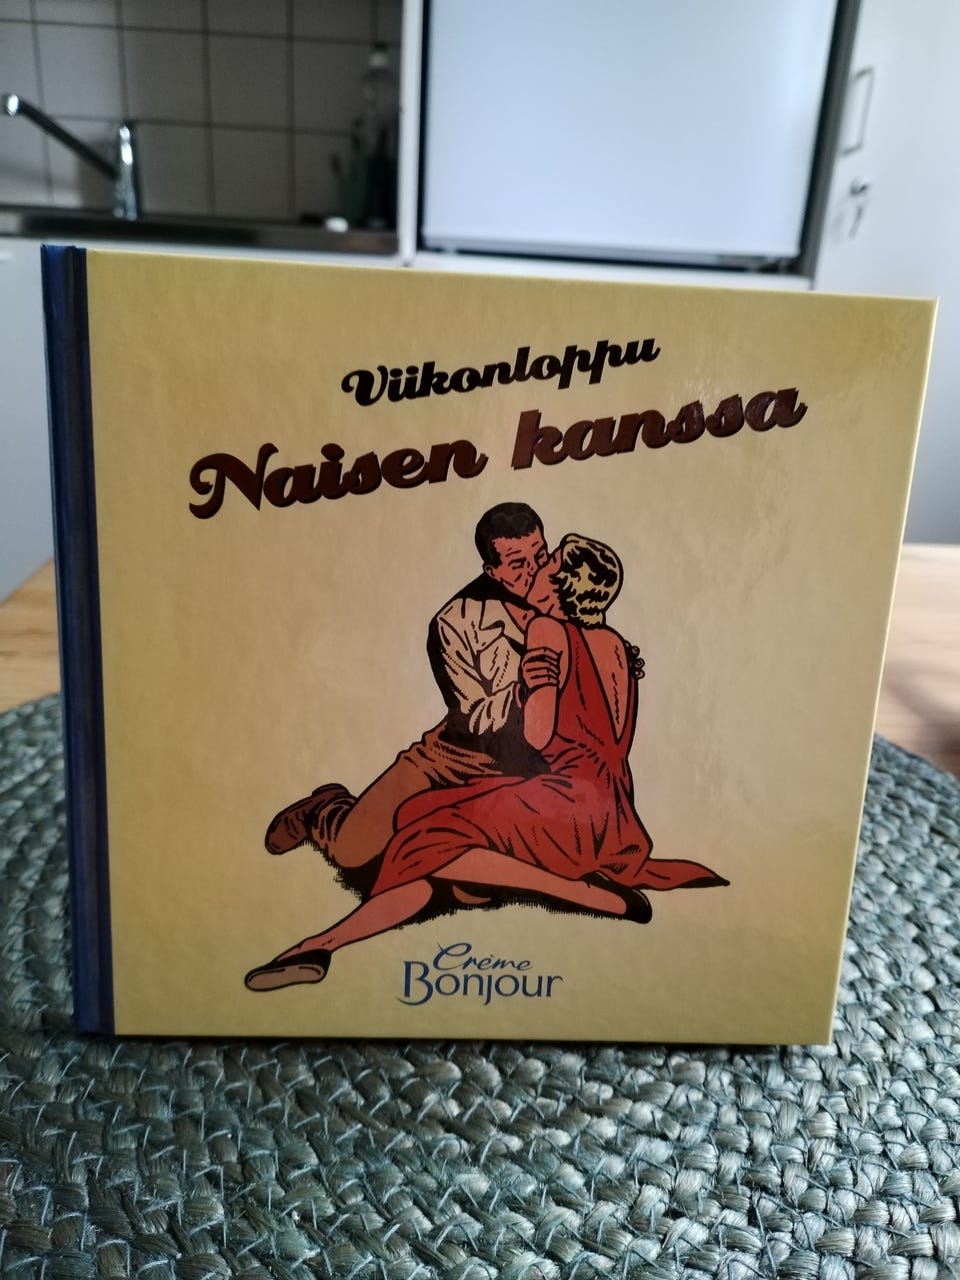 Viikonloppu
Naisen kanssa
Crème
Bonjour